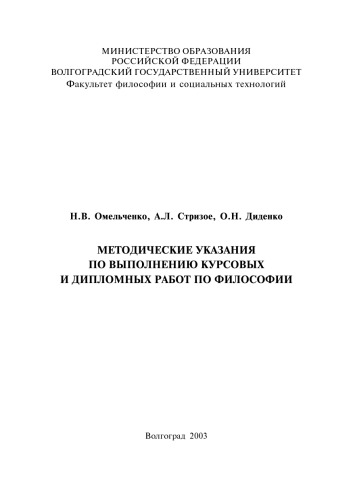 МИНИСТЕРСТВО ОБРАЗОВАНИЯ
РОССИЙСКОЙ ФЕДЕРАЦИИ
ВОЛГОГРАДСКИЙ ГОСУДАРСТВЕННЫЙ УНИВЕРСИТЕТ
Факультет философии и социальных технологий
Н.В. Омельченко, А.Л. Стризое, О.Н. Диденко
МЕТОДИЧЕСКИЕ УКАЗАНИЯ
ПО ВЫПОЛНЕНИЮ КУРСОВЫХ
И ДИПЛОМНЫХ РАБОТ ПО ФИЛОСОФИИ
Волгоград 2003